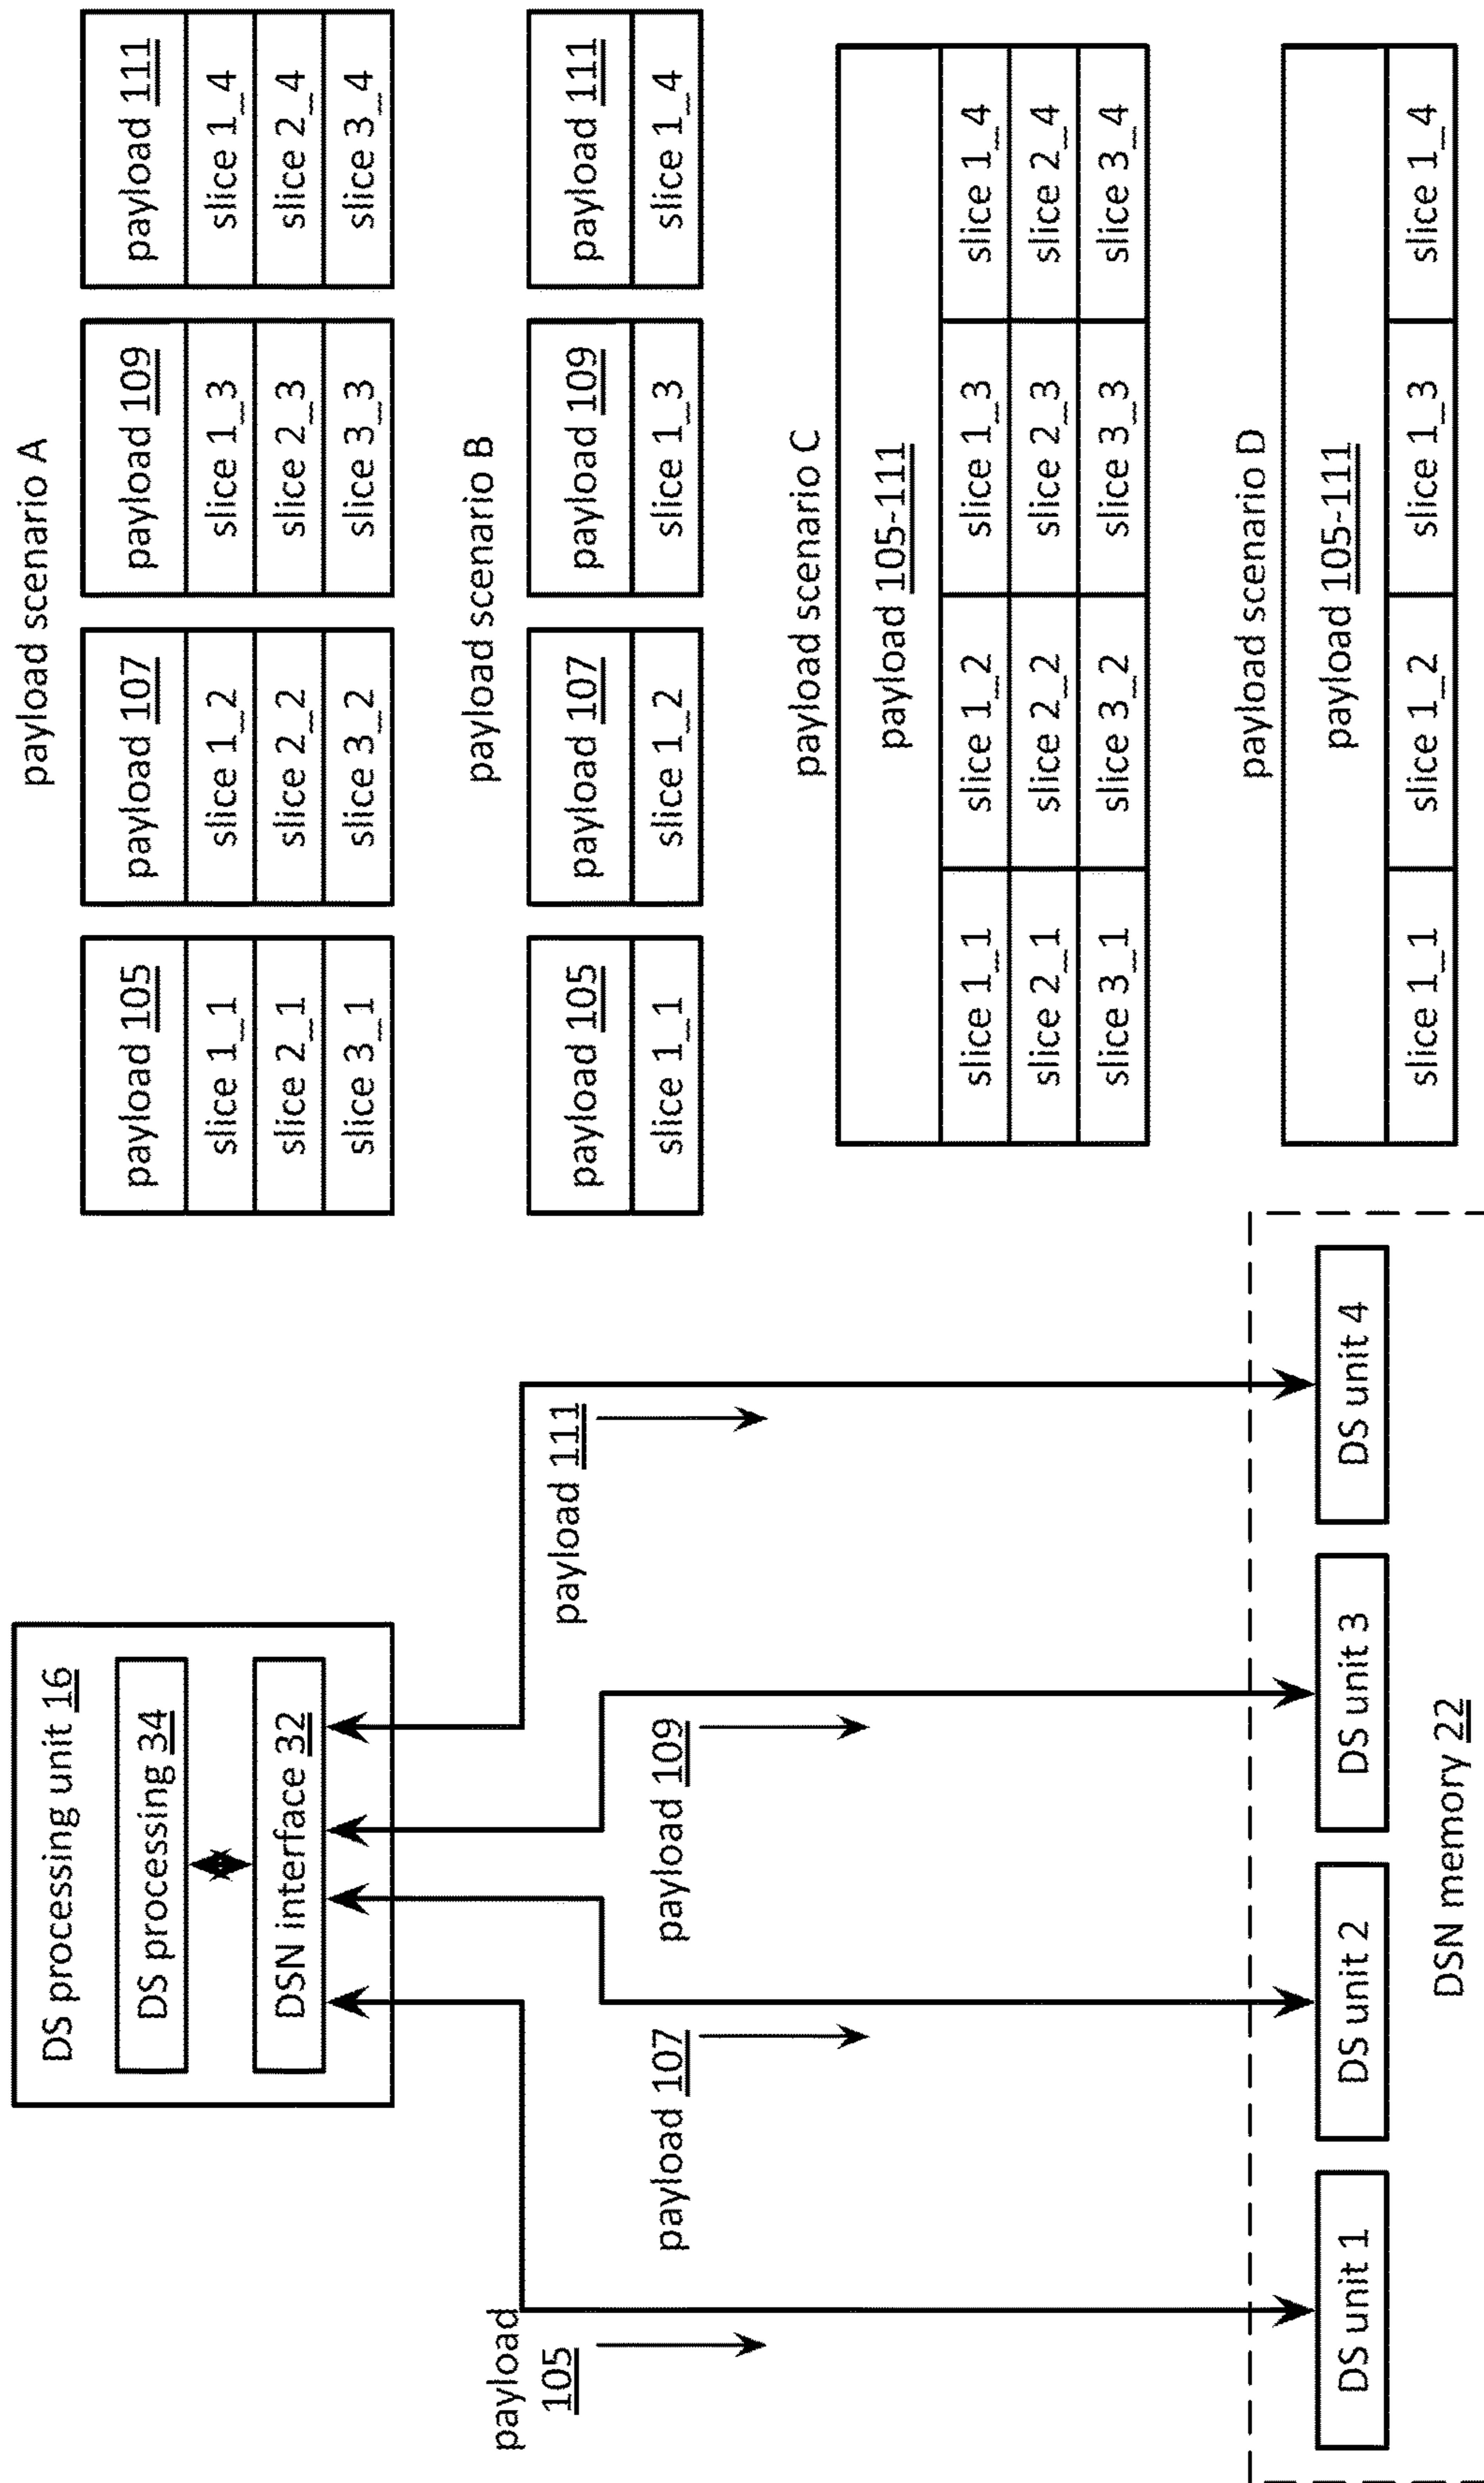 DS processing unit 16
DS processing 34
DSN interface 32
payload
105
payload 107
payload 109
payload 111
DS unit 1
DS unit 2
DS unit 3
DS unit 4
DSN memory 22
payload scenario A
payload 105
payload 107
payload 109
payload 111
slice 1_1
slice 1_2
slice 1_3
slice 1_4
slice 2_1
slice 2_2
slice 2_3
slice 2_4
slice 3_1
slice 3_2
slice 3_3
slice 3_4
payload scenario B
payload 105
payload 107
payload 109
payload 111
slice 1_1
slice 1_2
slice 1_3
slice 1_4
payload scenario C
payload 105-111
slice 1_1
slice 1_2
slice 1_3
slice 1_4
slice 2_1
slice 2_2
slice 2_3
slice 2_4
slice 3_1
slice 3_2
slice 3_3
slice 3_4
payload scenario D
payload 105-111
slice 1_1
slice 1_2
slice 1_3
slice 1_4